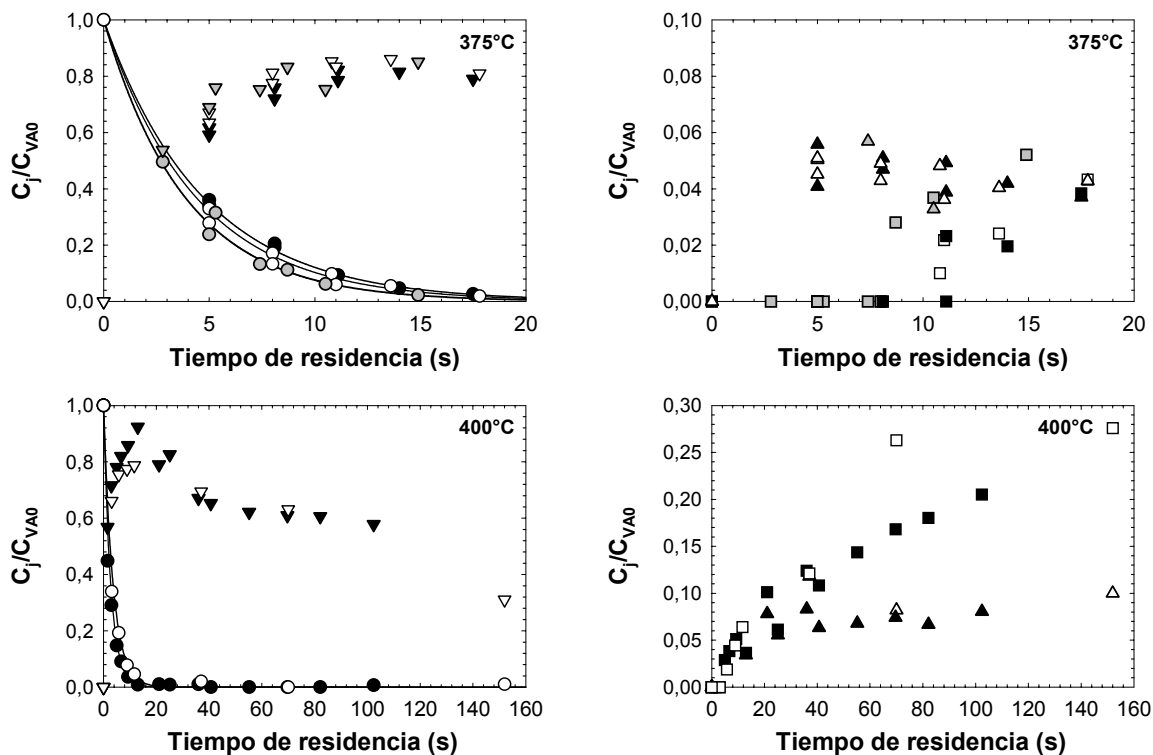 375°C
1,0
0,8
0,6
0,4
0,2
0,0
C_j/C_VA0
0 5 10 15 20
Tiempo de residencia (s)
375°C
0,10
0,08
0,06
0,04
0,02
0,00
C_j/C_VA0
0 5 10 15 20
Tiempo de residencia (s)
400°C
1,0
0,8
0,6
0,4
0,2
0,0
C_j/C_VA0
0 20 40 60 80 100 120 140 160
Tiempo de residencia (s)
400°C
0,30
0,25
0,20
0,15
0,10
0,05
0,00
C_j/C_VA0
0 20 40 60 80 100 120 140 160
Tiempo de residencia (s)